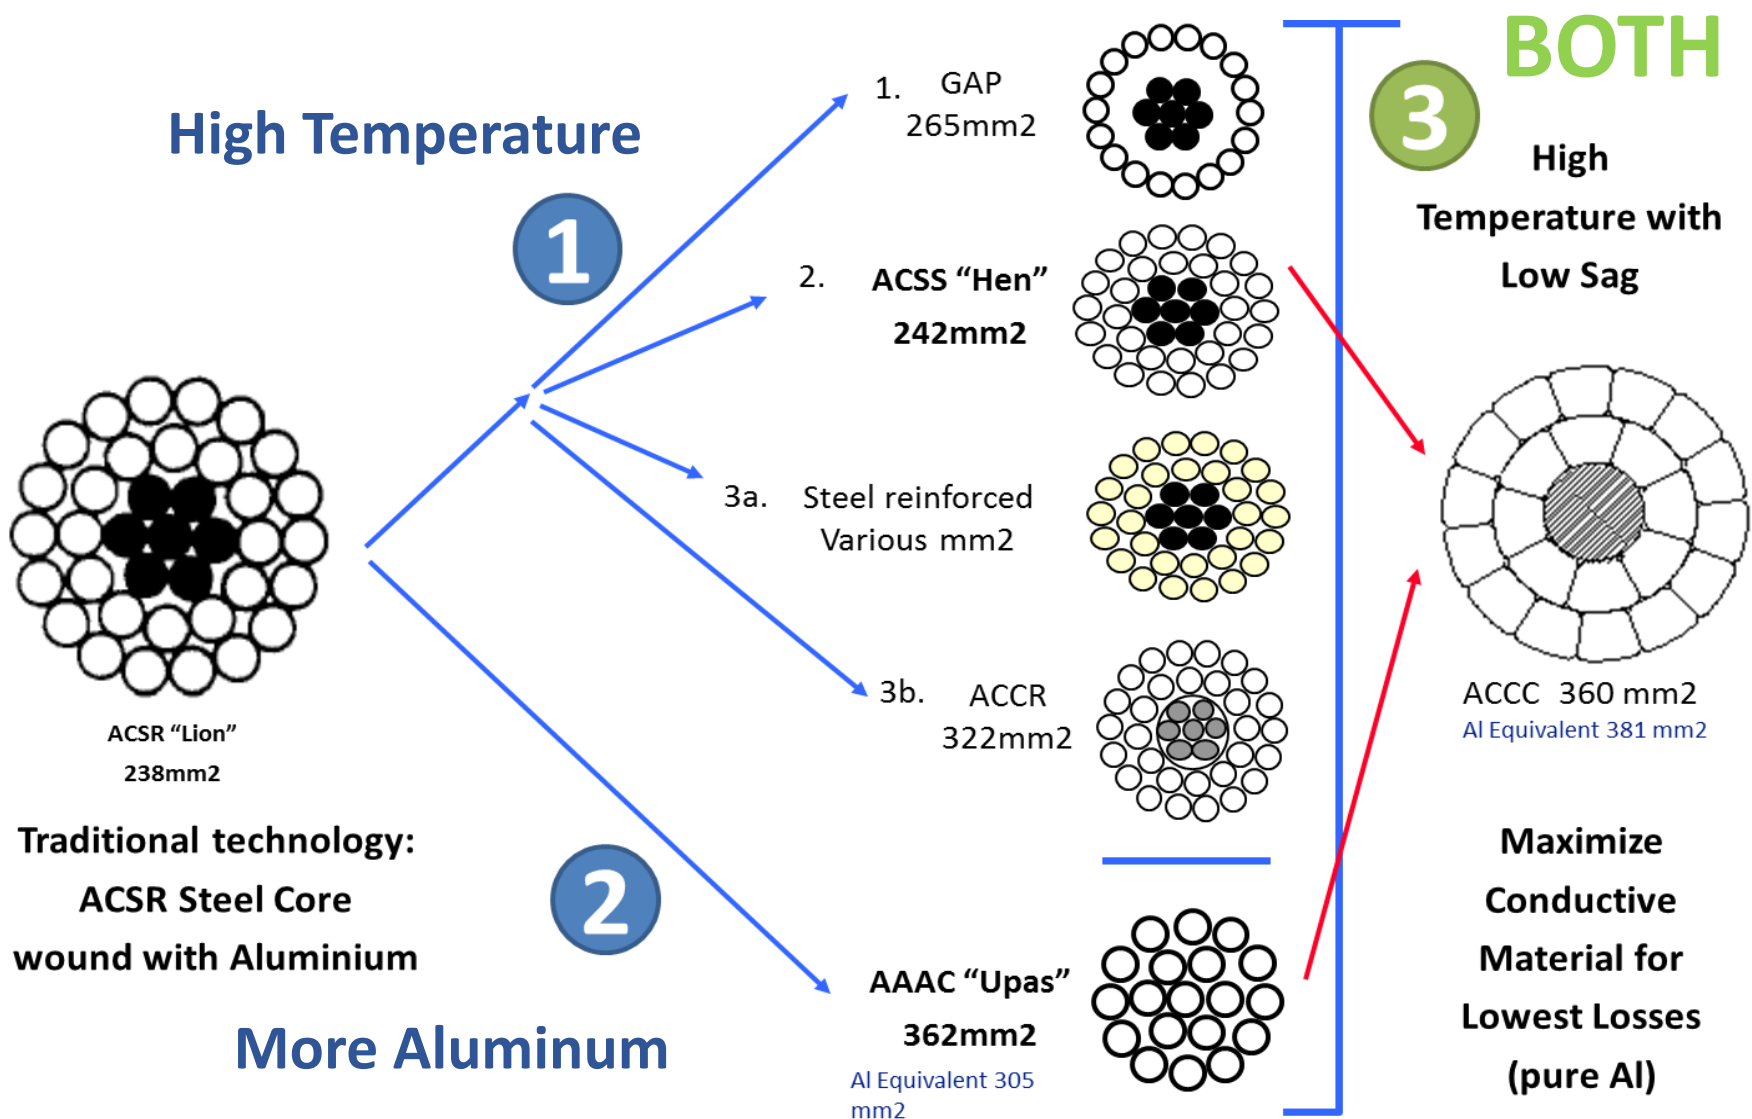 High Temperature
1
1.
GAP
265mm2
2.
ACSS “Hen”
242mm2
3a.
Steel reinforced
Various mm2
3b.
ACCR
322mm2
ACSR “Lion”
238mm2
Traditional technology:
ACSR Steel Core
wound with Aluminium
2
More Aluminum
AAAC “Upas”
362mm2
Al Equivalent 305
mm2
BOTH
3
High
Temperature with
Low Sag
ACCC 360 mm2
Al Equivalent 381 mm2
Maximize
Conductive
Material for
Lowest Losses
(pure Al)